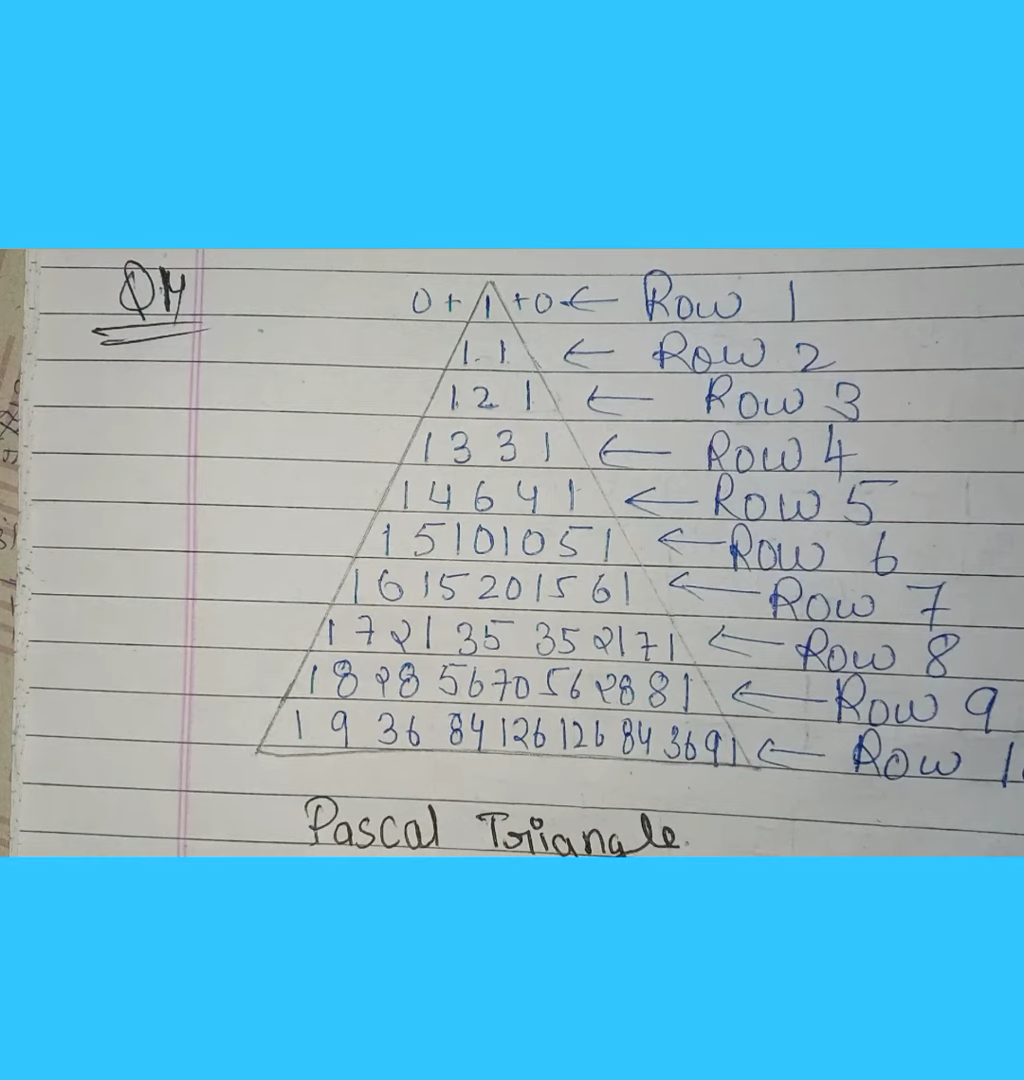 Q14
0 + 1 + 0 ← Row 1
1 1 ← Row 2
1 2 1 ← Row 3
1 3 3 1 ← Row 4
1 4 6 4 1 ← Row 5
1 5 10 10 5 1 ← Row 6
1 6 15 20 15 6 1 ← Row 7
1 7 21 35 35 21 7 1 ← Row 8
1 8 28 56 70 56 28 8 1 ← Row 9
1 9 36 84 126 126 84 36 9 1 ← Row 10
Pascal Triangale.